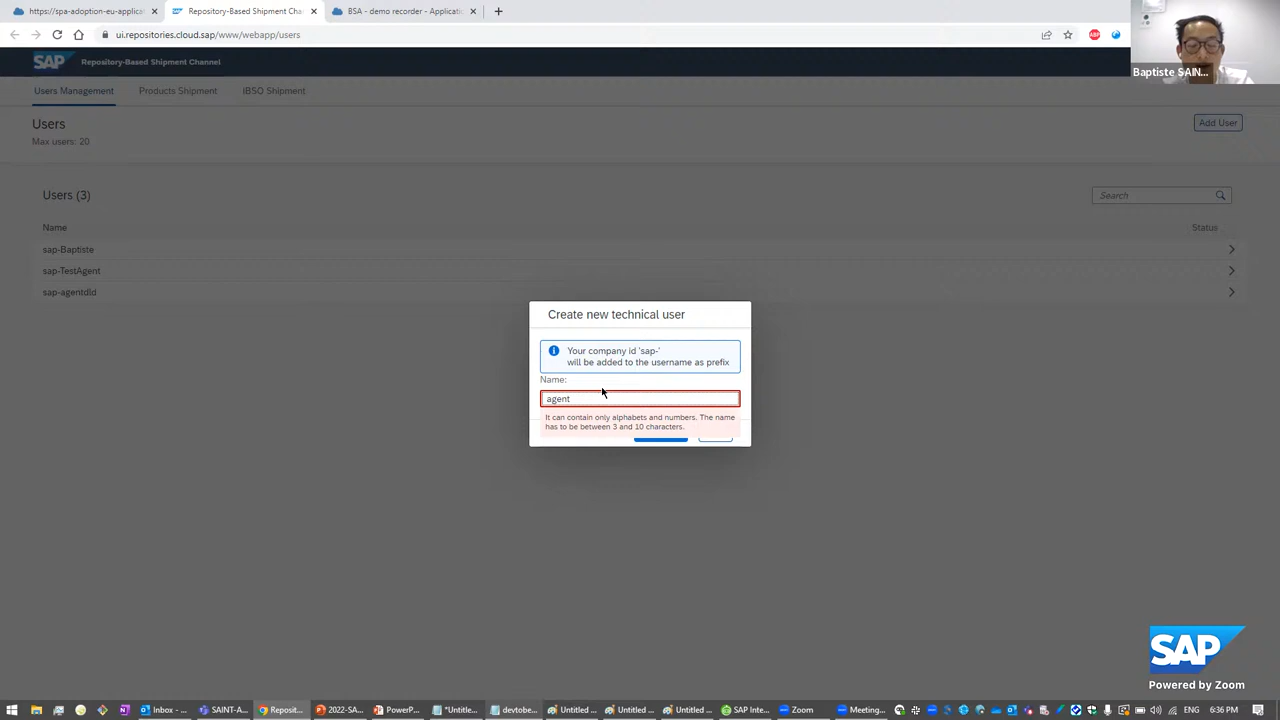 https://spa-adoption-eu-applicat
Repository-Based Shipment Cha
BSA - demo recorder - Applicatio
ui.repositories.cloud.sap/www/webapp/users
ABP
SAP
Repository-Based Shipment Channel
Baptiste SAIN...
Users Management
Products Shipment
IBSO Shipment
Users
Max users: 20
Add User
Users (3)
Search
Name
Status
sap-Baptiste
sap-TestAgent
sap-agentdld
Create new technical user
Your company id 'sap-'
will be added to the username as prefix
Name:
agent
It can contain only alphabets and numbers. The name
has to be between 3 and 10 characters.
SAP
Powered by Zoom
Inbox - ...
SAINT-A...
Reposit...
2022-SA...
PowerP...
*Untitle...
devtobe...
Untitled ...
Untitled ...
Untitled ...
SAP Inte...
Zoom
Meeting...
ENG
6:36 PM